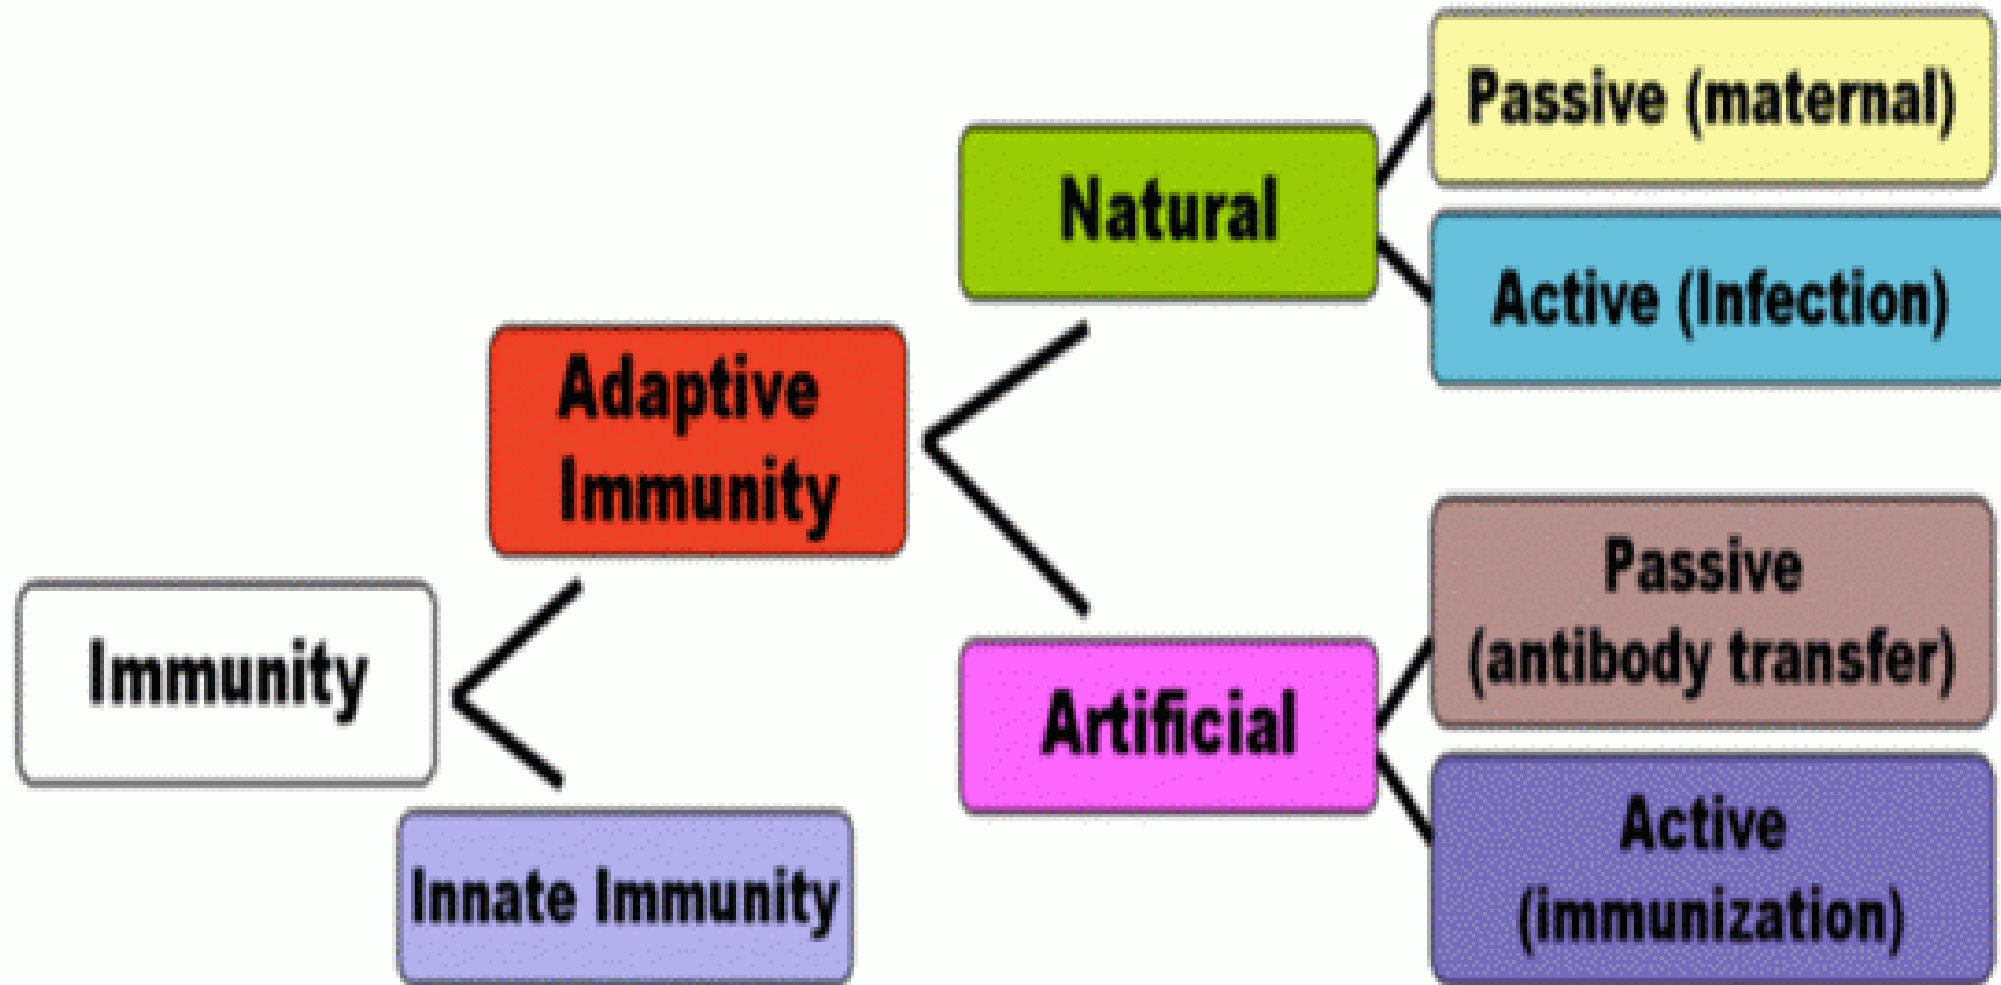 Passive (maternal)
Natural
Active (Infection)
Adaptive
Immunity
Passive
(antibody transfer)
Immunity
Artificial
Active
(immunization)
Innate Immunity